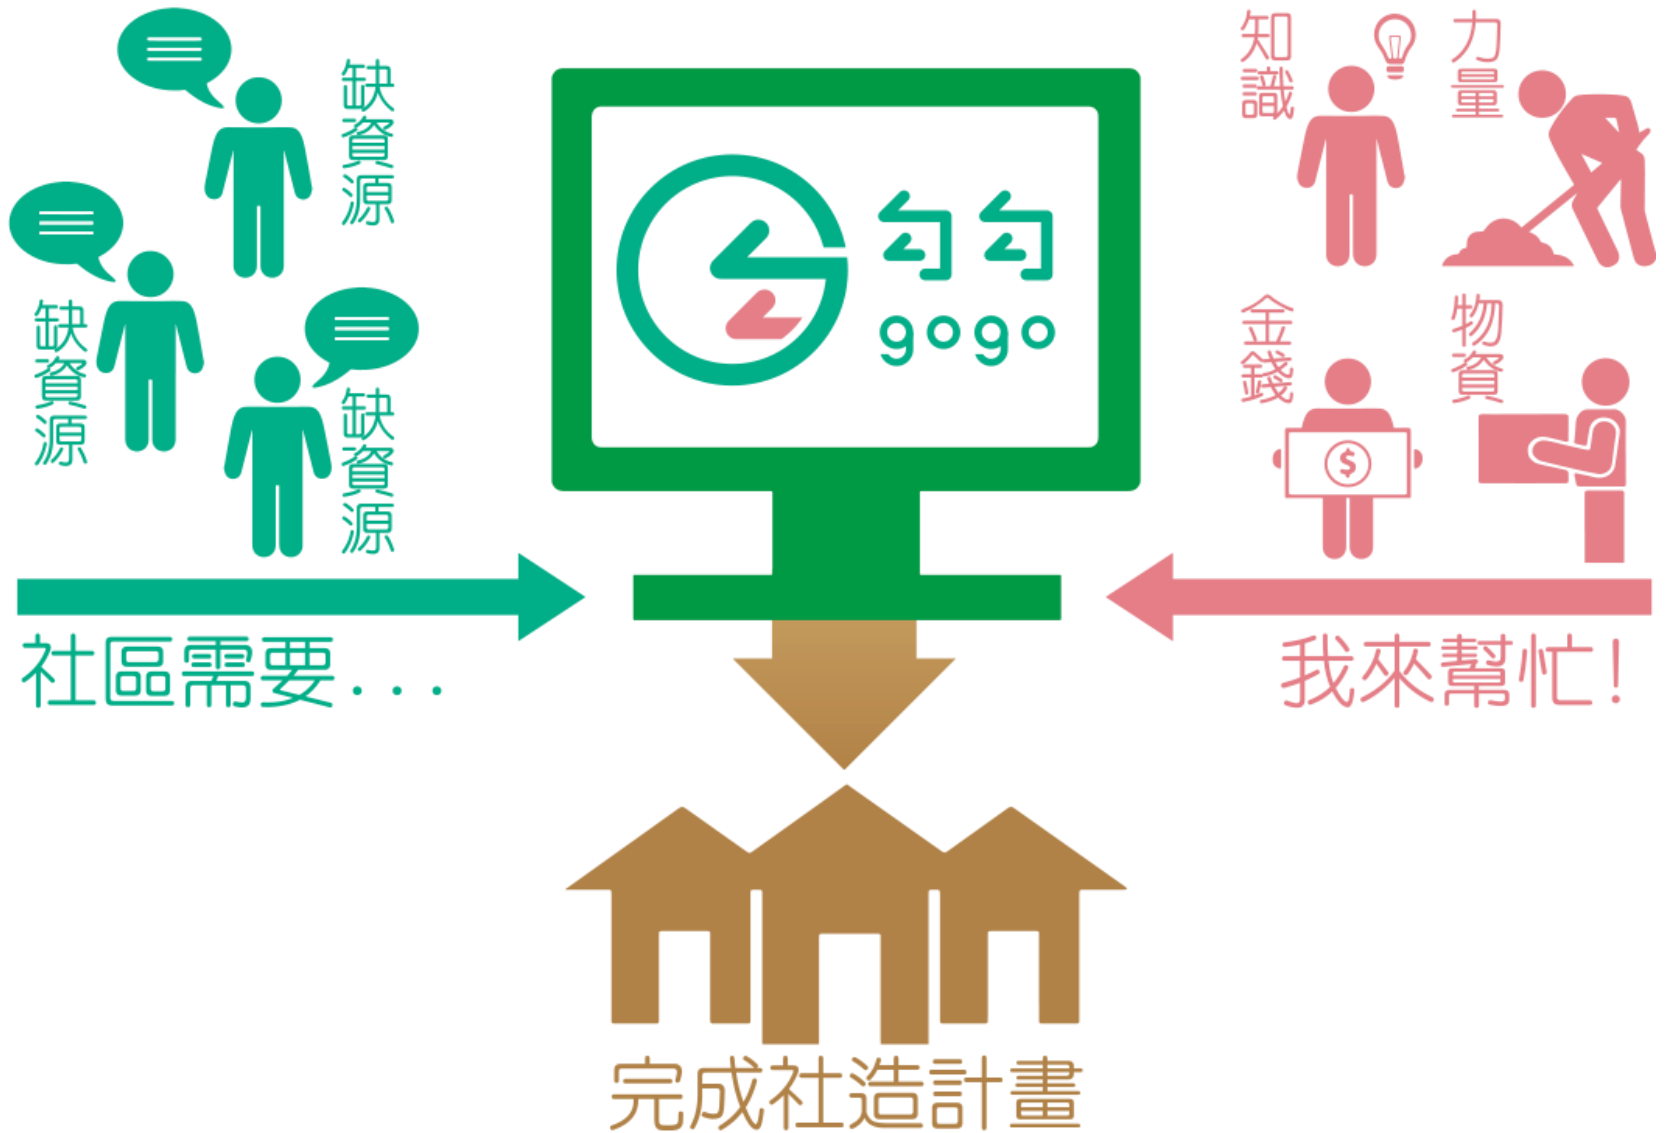 缺資源
缺資源
缺資源
社區需要...
勾勾
gogo
知識
力量
金錢
物資
我來幫忙!
完成社造計畫